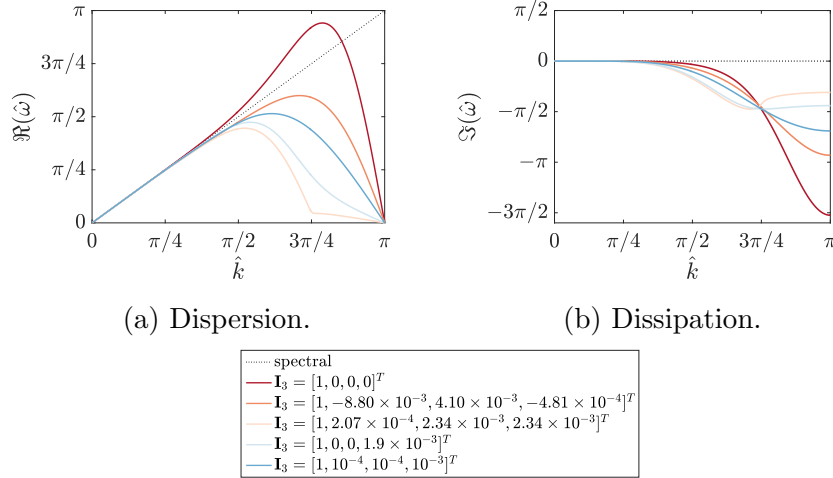 π
3π/4
π/2
π/4
0
ℜ(ω̂)
0 π/4 π/2 3π/4 π
k̂
(a) Dispersion.
π/2
0
−π/2
−π
−3π/2
ℑ(ω̂)
0 π/4 π/2 3π/4 π
k̂
(b) Dissipation.
spectral
I₃ = [1, 0, 0, 0]ᵀ
I₃ = [1, −8.80 × 10⁻³, 4.10 × 10⁻³, −4.81 × 10⁻⁴]ᵀ
I₃ = [1, 2.07 × 10⁻⁴, 2.34 × 10⁻³, 2.34 × 10⁻³]ᵀ
I₃ = [1, 0, 0, 1.9 × 10⁻³]ᵀ
I₃ = [1, 10⁻⁴, 10⁻⁴, 10⁻³]ᵀ